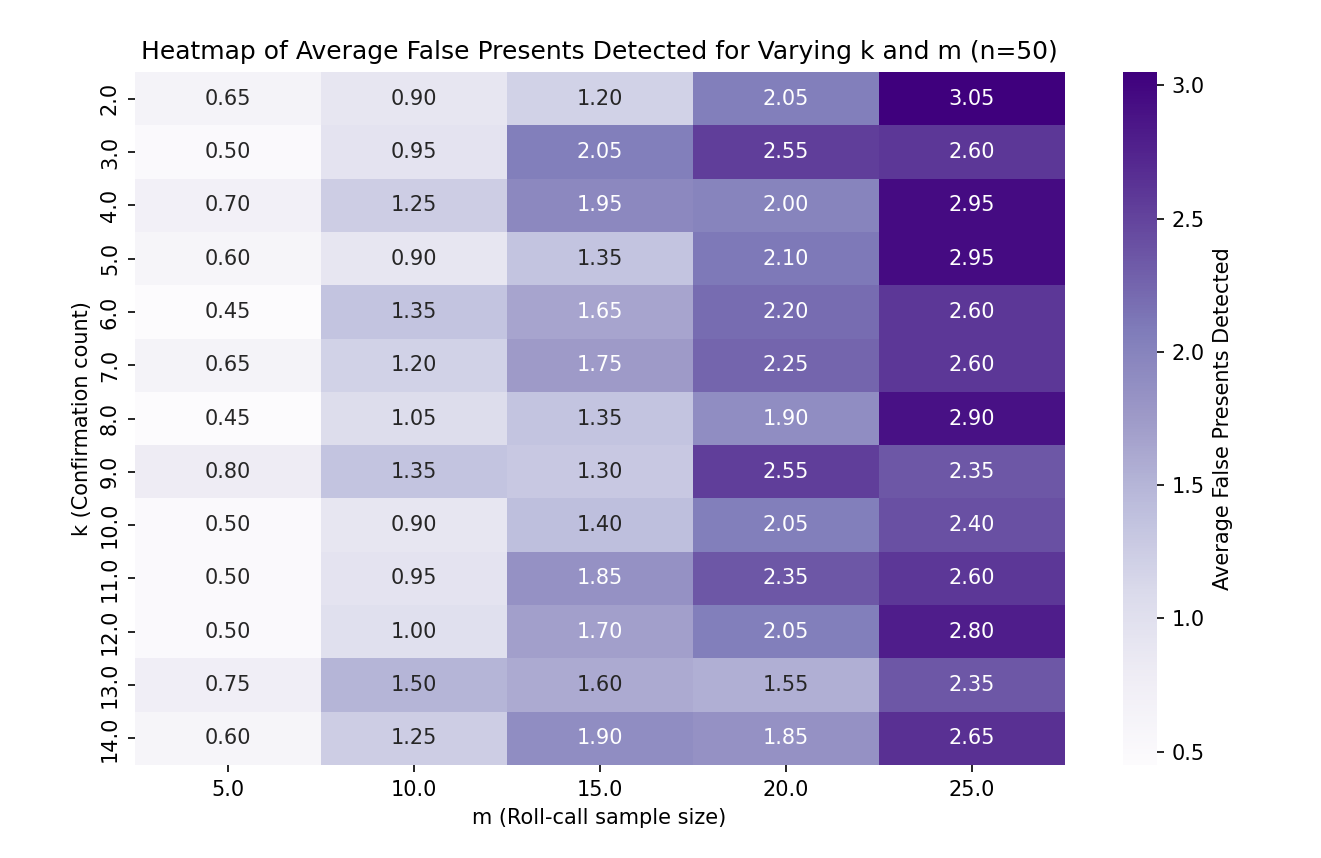 Heatmap of Average False Presents Detected for Varying k and m (n=50)
k (Confirmation count)
2.0 0.65 0.90 1.20 2.05 3.05
3.0 0.50 0.95 2.05 2.55 2.60
4.0 0.70 1.25 1.95 2.00 2.95
5.0 0.60 0.90 1.35 2.10 2.95
6.0 0.45 1.35 1.65 2.20 2.60
7.0 0.65 1.20 1.75 2.25 2.60
8.0 0.45 1.05 1.35 1.90 2.90
9.0 0.80 1.35 1.30 2.55 2.35
10.0 0.50 0.90 1.40 2.05 2.40
11.0 0.50 0.95 1.85 2.35 2.60
12.0 0.50 1.00 1.70 2.05 2.80
13.0 0.75 1.50 1.60 1.55 2.35
14.0 0.60 1.25 1.90 1.85 2.65
5.0 10.0 15.0 20.0 25.0
m (Roll-call sample size)
3.0
2.5
2.0
1.5
1.0
0.5
Average False Presents Detected